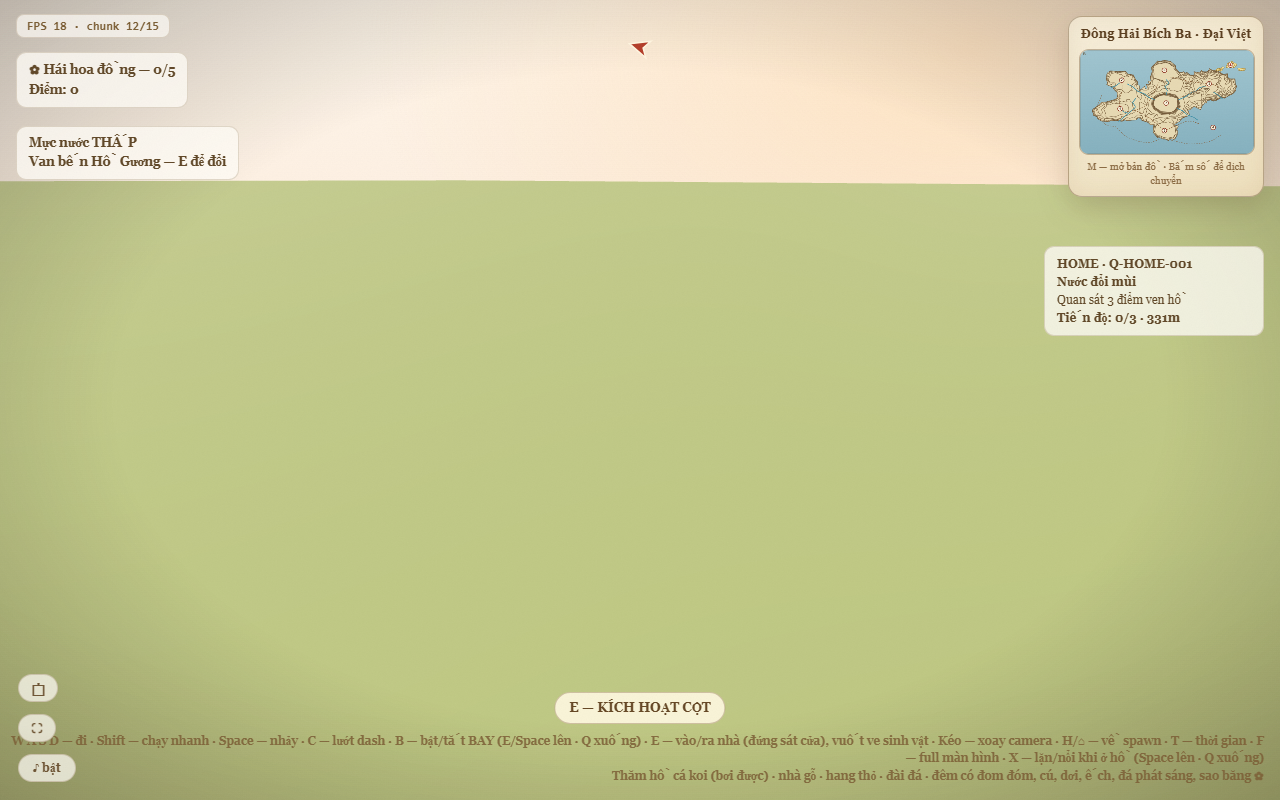 FPS 18 · chunk 12/15
✿ Hái hoa đồng — 0/5
Điểm: 0
Mực nước THẤP
Van bến Hồ Gương — E để đổi
Đông Hải Bích Ba · Đại Việt
M — mở bản đồ · Bấm số để dịch
chuyển
HOME · Q-HOME-001
Nước đổi mùi
Quan sát 3 điểm ven hồ
Tiến độ: 0/3 · 331m
E — KÍCH HOẠT CỘT
— đi · Shift — chạy nhanh · Space — nhảy · C — lướt dash · B — bật/tắt BAY (E/Space lên · Q xuống) · E — vào/ra nhà (đứng sát cửa), vuốt ve sinh vật · Kéo — xoay camera · H/⌂ — về spawn · T — thời gian · F
— full màn hình · X — lặn/nổi khi ở hồ (Space lên · Q xuống)
Thăm hồ cá koi (bơi được) · nhà gỗ · hang thỏ · đài đá · đêm có đom đóm, cú, dơi, ếch, đá phát sáng, sao băng ✿
♪ bật